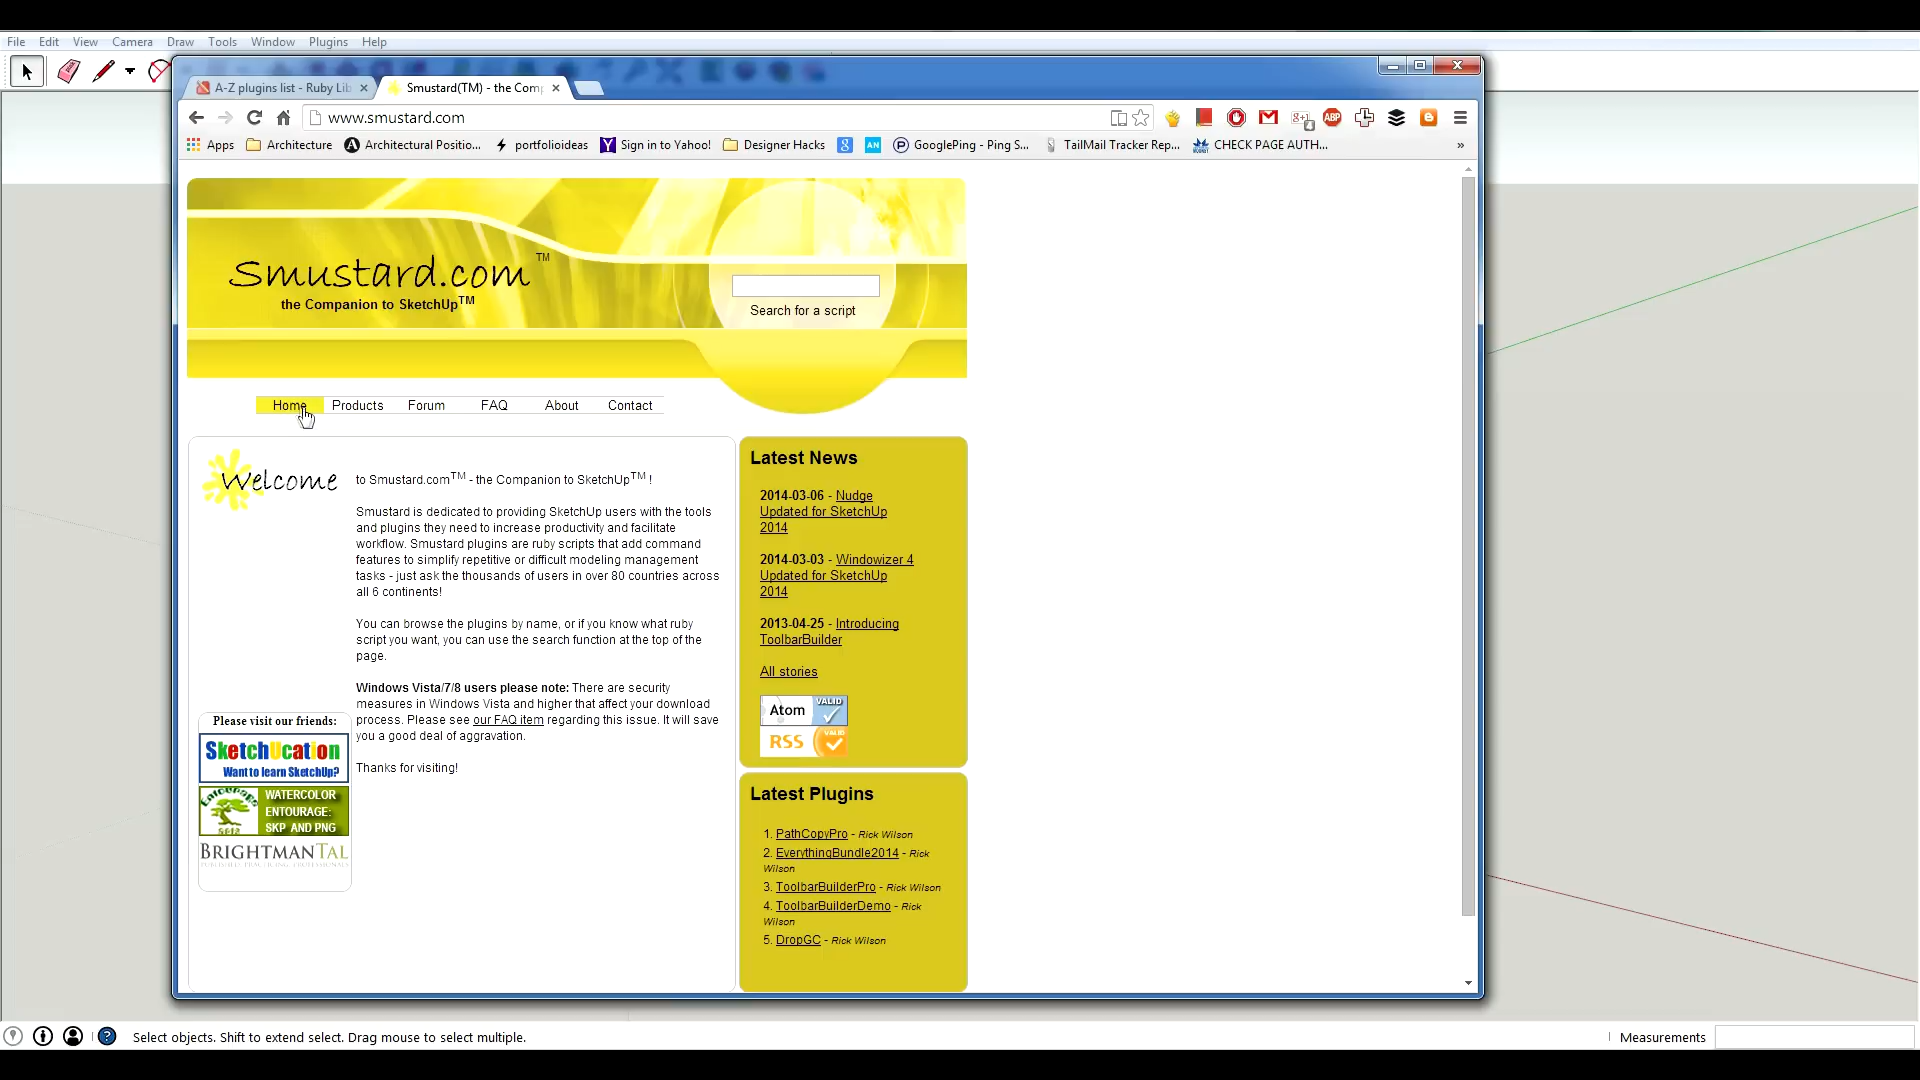 File Edit View Camera Draw Tools Window Plugins Help
A-Z plugins list - Ruby Lib
Smustard(TM) - the Comp
www.smustard.com
Apps Architecture Architectural Positio... portfolioideas Sign in to Yahoo! Designer Hacks GooglePing - Ping S... TailMail Tracker Rep... CHECK PAGE AUTH... »
Smustard.com TM
the Companion to SketchUp TM
Search for a script
Home Products Forum FAQ About Contact
Welcome to Smustard.com TM - the Companion to SketchUp TM !
Smustard is dedicated to providing SketchUp users with the tools
and plugins they need to increase productivity and facilitate
workflow. Smustard plugins are ruby scripts that add command
features to simplify repetitive or difficult modeling management
tasks - just ask the thousands of users in over 80 countries across
all 6 continents!
You can browse the plugins by name, or if you know what ruby
script you want, you can use the search function at the top of the
page.
Windows Vista/7/8 users please note: There are security
measures in Windows Vista and higher that affect your download
process. Please see our FAQ item regarding this issue. It will save
you a good deal of aggravation.
Thanks for visiting!
Please visit our friends:
SketchUcation
Want to learn SketchUp?
Entourage
WATERCOLOR
ENTOURAGE:
SKP AND PNG
BRIGHTMANTAL
Latest News
2014-03-06 - Nudge
Updated for SketchUp
2014
2014-03-03 - Windowizer 4
Updated for SketchUp
2014
2013-04-25 - Introducing
ToolbarBuilder
All stories
Atom VALID
RSS VALID
Latest Plugins
1. PathCopyPro - Rick Wilson
2. EverythingBundle2014 - Rick
Wilson
3. ToolbarBuilderPro - Rick Wilson
4. ToolbarBuilderDemo - Rick
Wilson
5. DropGC - Rick Wilson
Select objects. Shift to extend select. Drag mouse to select multiple.
Measurements